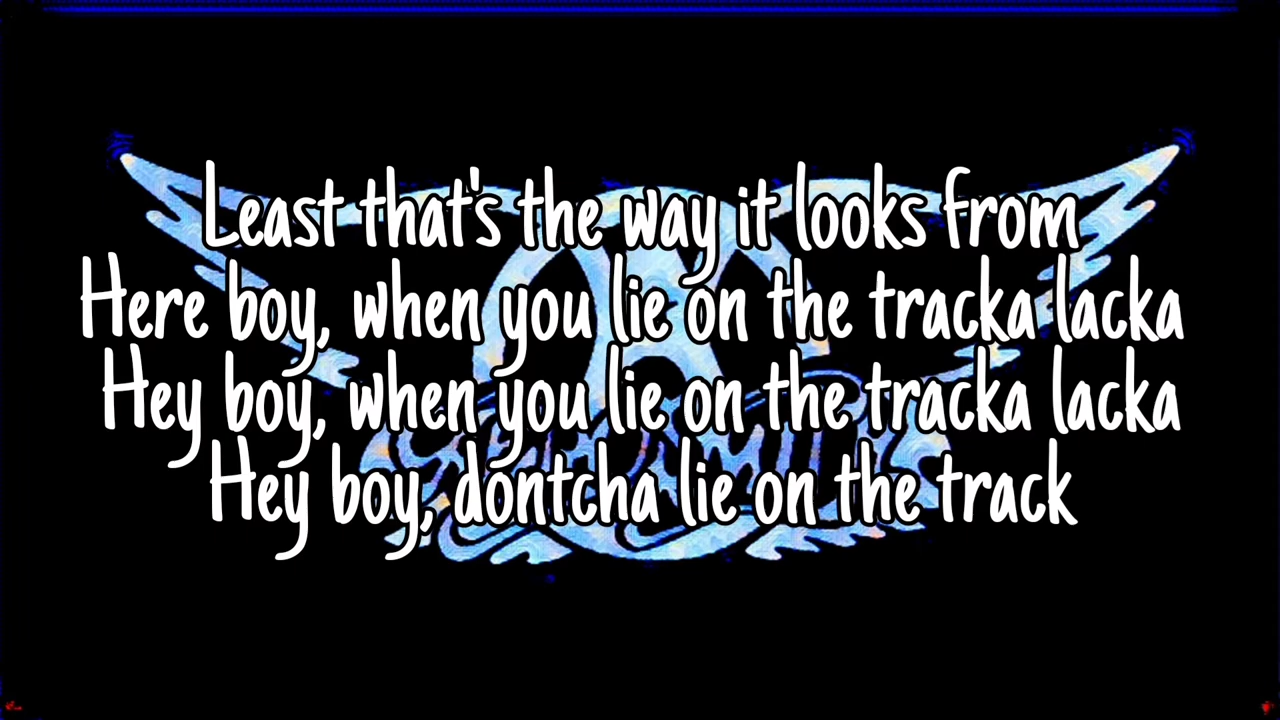 Least that's the way it looks from
Here boy, when you lie on the tracka lacka
Hey boy, when you lie on the tracka lacka
Hey boy, dontcha lie on the track